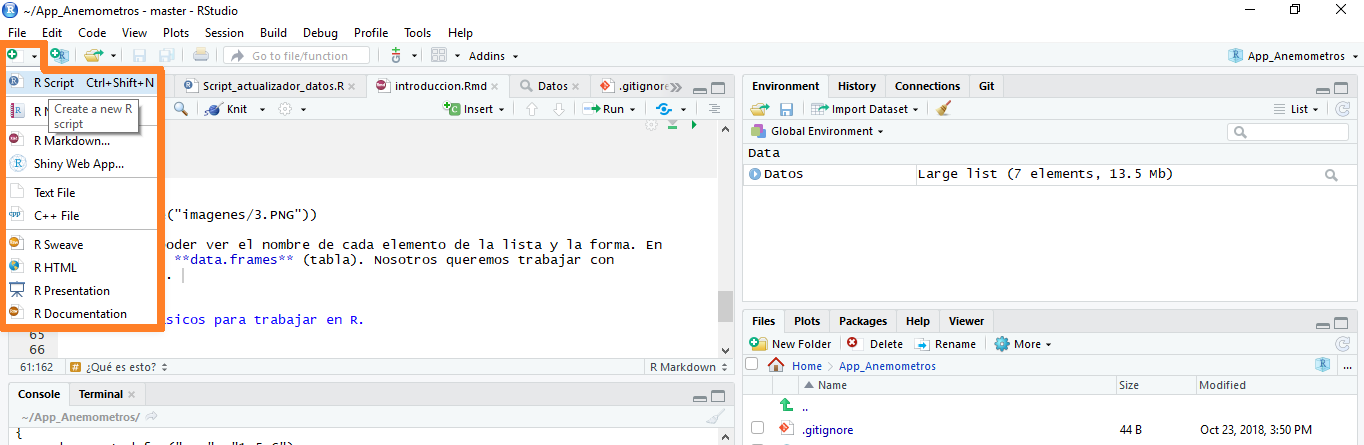 ~/App_Anemometros - master - RStudio
File Edit Code View Plots Session Build Debug Profile Tools Help
Go to file/function Addins App_Anemometros
R Script Ctrl+Shift+N
Create a new R
script
R Markdown...
Shiny Web App...
Text File
C++ File
R Sweave
R HTML
R Presentation
R Documentation
Script_actualizador_datos.R introduccion.Rmd Datos .gitignore
Knit Insert Run
("imagenes/3.PNG"))
oder ver el nombre de cada elemento de la lista y la forma. En
**data.frames** (tabla). Nosotros queremos trabajar con
.
sicos para trabajar en R.
65
66
61:162 ¿Qué es esto? R Markdown
Console Terminal
~/App_Anemometros/
{
Environment History Connections Git
Import Dataset List
Global Environment
Data
Datos Large list (7 elements, 13.5 Mb)
Files Plots Packages Help Viewer
New Folder Delete Rename More
Home App_Anemometros ...
Name Size Modified
..
.gitignore 44 B Oct 23, 2018, 3:50 PM